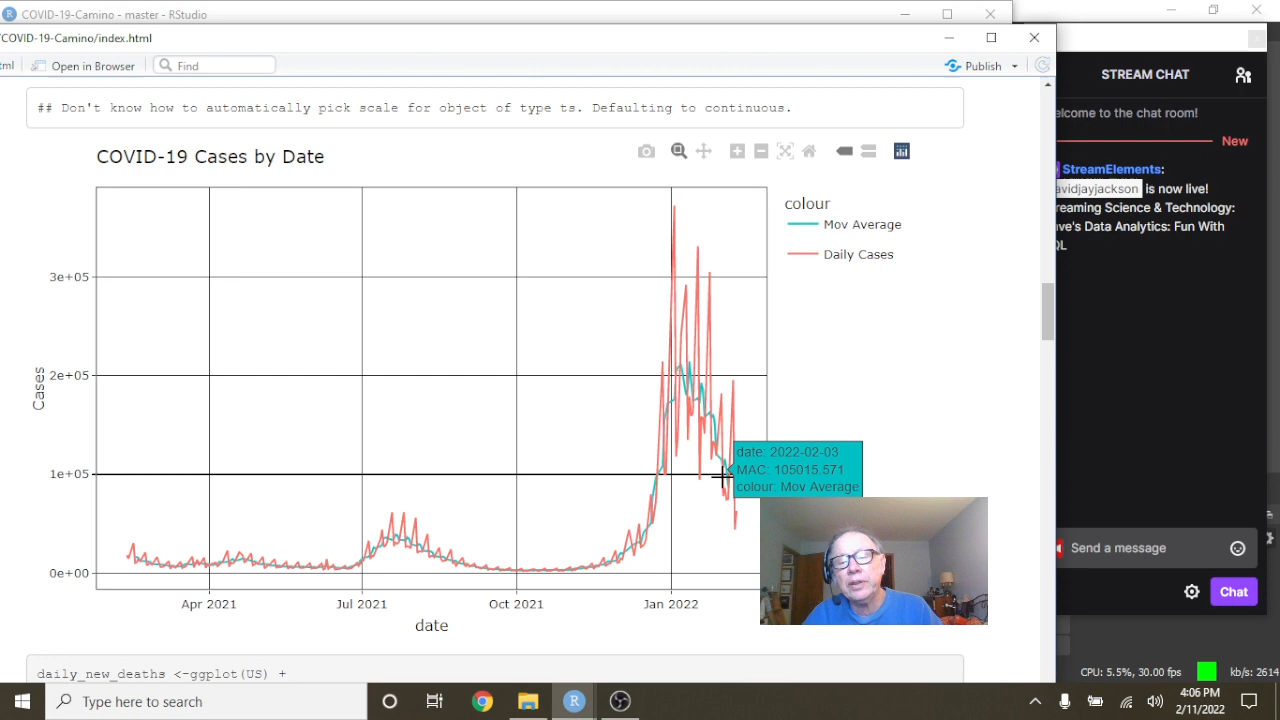 COVID-19-Camino - master - RStudio
COVID-19-Camino/index.html
Open in Browser
Find
Publish
## Don't know how to automatically pick scale for object of type ts. Defaulting to continuous.
COVID-19 Cases by Date
colour
Mov Average
Daily Cases
3e+05
2e+05
1e+05
0e+00
Cases
date: 2022-02-03
MAC: 105015.571
colour: Mov Average
Apr 2021
Jul 2021
Oct 2021
Jan 2022
date
daily_new_deaths <-ggplot(US) +
STREAM CHAT
elcome to the chat room!
New
StreamElements:
avidjayjackson is now live!
reaming Science & Technology:
ve's Data Analytics: Fun With
QL
Send a message
Chat
CPU: 5.5%, 30.00 fps
kb/s: 2614
Type here to search
4:06 PM
2/11/2022